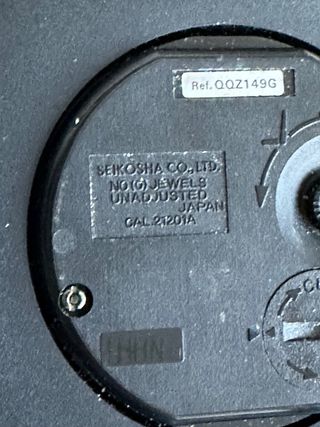 Ref. QQZ149G
SEIKOSHA CO., LTD.
NO (0) JEWELS
UNADJUSTED
JAPAN
CAL. 21201A